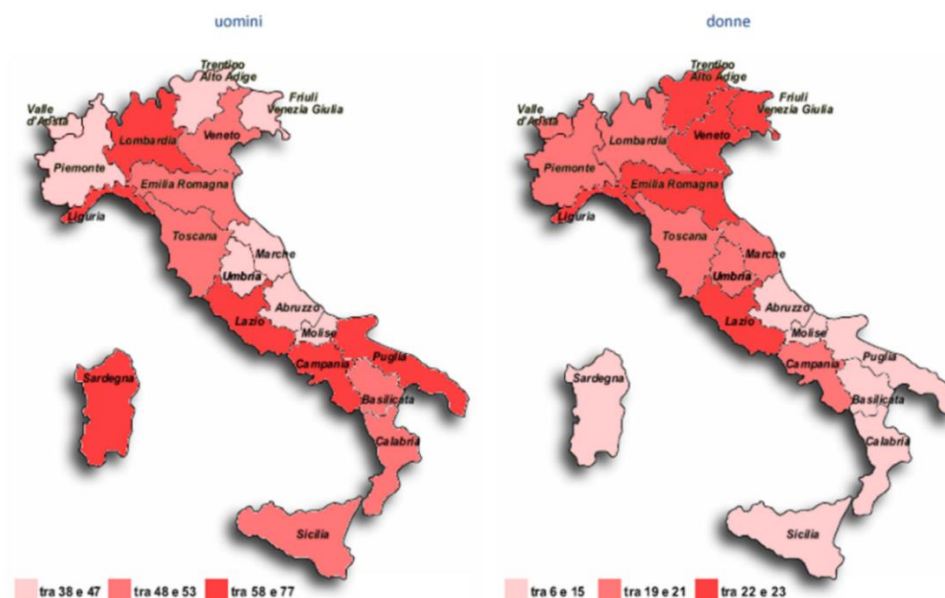 uomini
Trentino
Alto Adige
Friuli
Venezia Giulia
Valle
d'Aosta
Lombardia
Veneto
Piemonte
Emilia Romagna
Liguria
Toscana
Marche
Umbria
Abruzzo
Lazio
Molise
Campania
Puglia
Sardegna
Basilicata
Calabria
Sicilia
tra 38 e 47 tra 48 e 53 tra 58 e 77
donne
Trentino
Alto Adige
Friuli
Venezia Giulia
Valle
d'Aosta
Lombardia
Veneto
Piemonte
Emilia Romagna
Liguria
Toscana
Marche
Umbria
Abruzzo
Lazio
Molise
Campania
Puglia
Sardegna
Basilicata
Calabria
Sicilia
tra 6 e 15 tra 19 e 21 tra 22 e 23